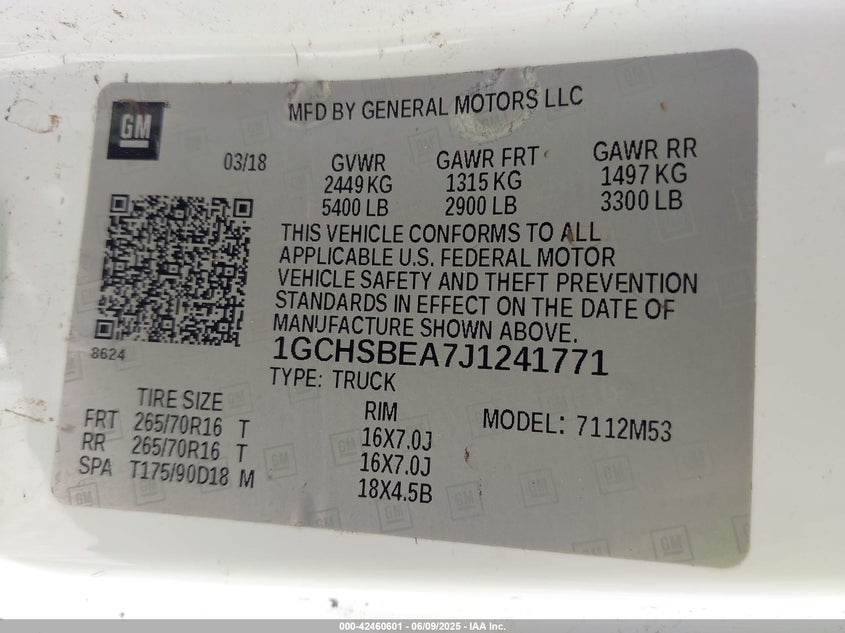 MFD BY GENERAL MOTORS LLC
GM
03/18
GVWR GAWR FRT GAWR RR
2449 KG 1315 KG 1497 KG
5400 LB 2900 LB 3300 LB
THIS VEHICLE CONFORMS TO ALL
APPLICABLE U.S. FEDERAL MOTOR
VEHICLE SAFETY AND THEFT PREVENTION
STANDARDS IN EFFECT ON THE DATE OF
MANUFACTURE SHOWN ABOVE.
8624
1GCHSBEA7J1241771
TYPE: TRUCK
TIRE SIZE RIM MODEL: 7112M53
FRT 265/70R16 T 16X7.0J
RR 265/70R16 T 16X7.0J
SPA T175/90D18 M 18X4.5B
000-42460601 - 06/09/2025 - IAA Inc.